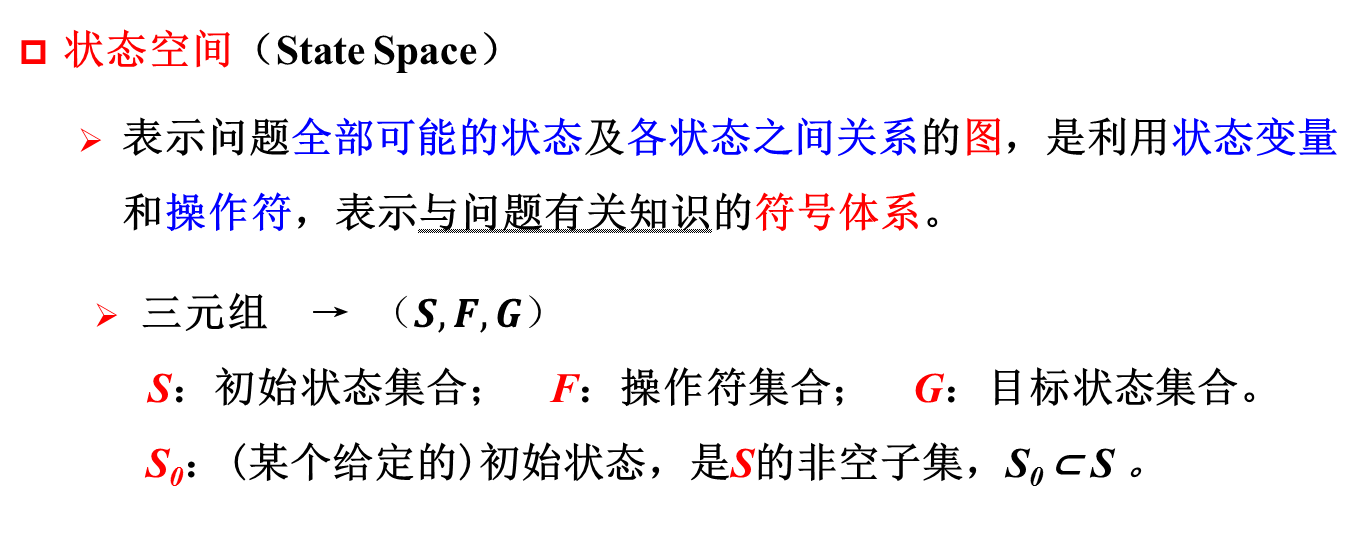 状态空间（State Space）
表示问题全部可能的状态及各状态之间关系的图，是利用状态变量
和操作符，表示与问题有关知识的符号体系。
三元组 → （S, F, G）
S：初始状态集合； F：操作符集合； G：目标状态集合。
S₀：(某个给定的)初始状态，是S的非空子集，S₀ ⊂ S 。